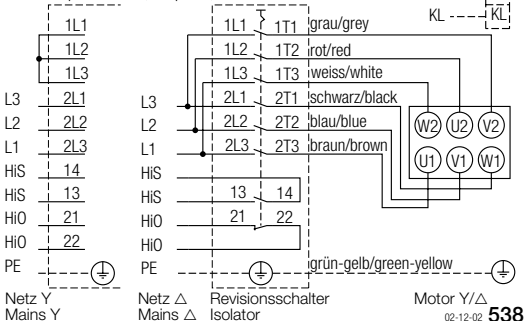 KL KL
1L1 1L1 1T1 grau/grey
1L2 1L2 1T2 rot/red
1L3 1L3 1T3 weiss/white
L3 2L1 L3 2L1 2T1 schwarz/black
L2 2L2 L2 2L2 2T2 blau/blue
L1 2L3 L1 2L3 2T3 braun/brown
W2 U2 V2
U1 V1 W1
HiS 14 HiS
HiS 13 HiS 13 14
HiO 21 HiO 21 22
HiO 22 HiO
PE PE grün-gelb/green-yellow
Netz Y Netz △ Revisionsschalter Motor Y/△
Mains Y Mains △ Isolator 02-12-02 538